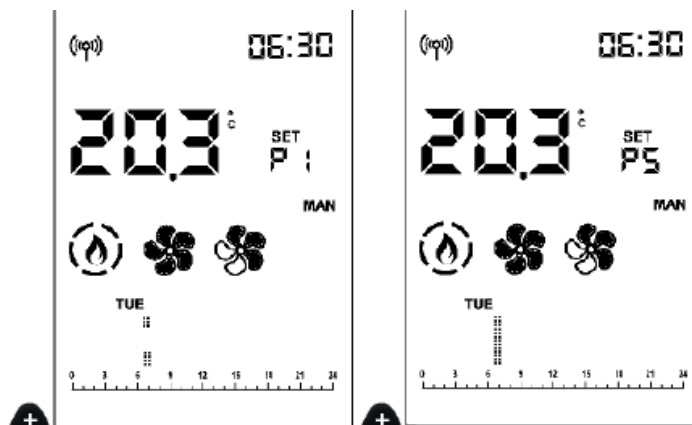 06:30
20.3 °C
SET
P1
MAN
TUE
0 3 6 9 12 15 18 21 24
+
06:30
20.3 °C
SET
P5
MAN
TUE
0 3 6 9 12 15 18 21 24
+